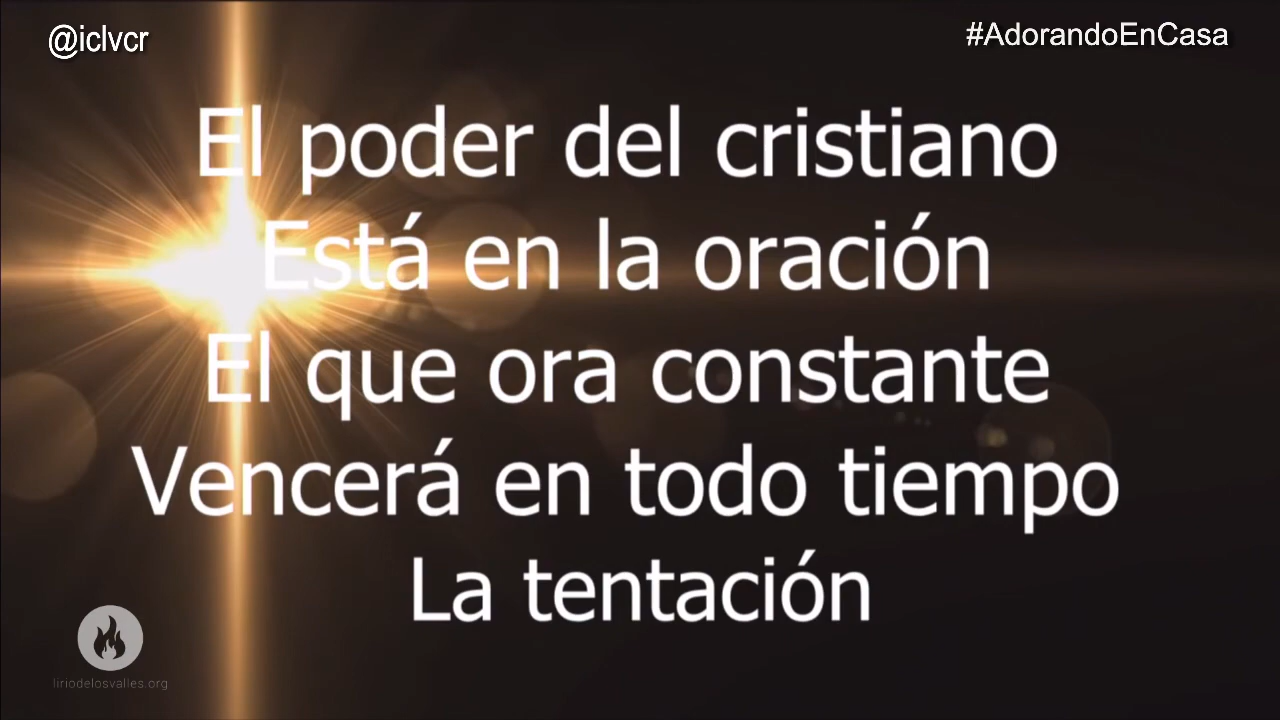 @iclvcr
#AdorandoEnCasa
El poder del cristiano
Está en la oración
El que ora constante
Vencerá en todo tiempo
La tentación
liriodelosvalles.org